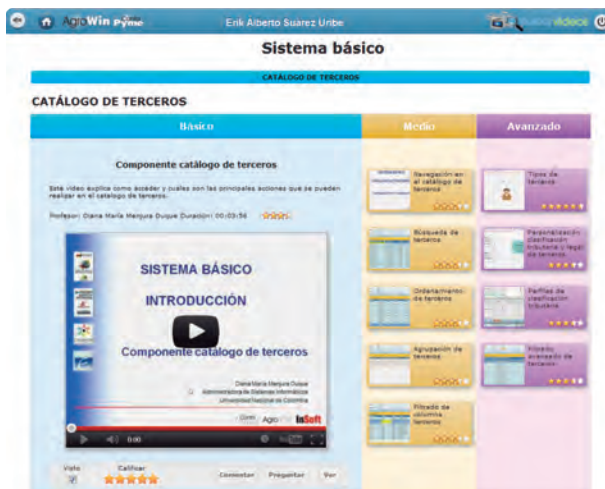 AgroWin Pyme
Erik Alberto Suárez Uribe
Sistema básico
CATÁLOGO DE TERCEROS
CATÁLOGO DE TERCEROS
Básico
Componente catálogo de terceros
Este video explica como acceder y cuales son las principales acciones que se pueden
realizar en el catalogo de terceros.
Profesor: Diana María Menjura Duque Duración: 00:03:56
SISTEMA BÁSICO
INTRODUCCIÓN
Componente catálogo de terceros
Diana María Menjura Duque
Administradora de Sistemas Informáticos
Universidad Nacional de Colombia
InSoft
0:00
Voto
Calificar
Comentar
Preguntar
Ver
Medio
Navegación en
el catálogo de
terceros
Búsqueda de
terceros
Ordenamiento
de terceros
Agrupación de
terceros
Filtrado de
columna
terceros
Avanzado
Tipos de
terceros
Personalización
clasificación
tributaria y legal
de terceros
Perfiles de
clasificación
tributaria
Filtrado
avanzado de
terceros